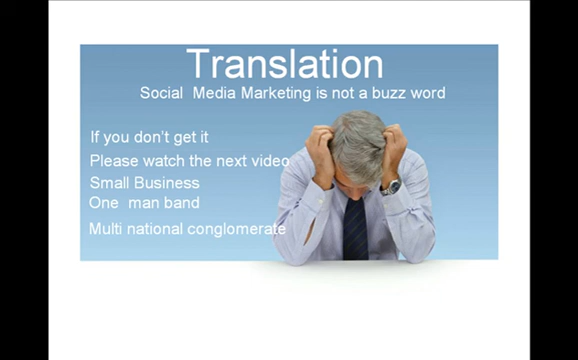 Translation
Social Media Marketing is not a buzz word
If you don't get it
Please watch the next video
Small Business
One man band
Multi national conglomerate